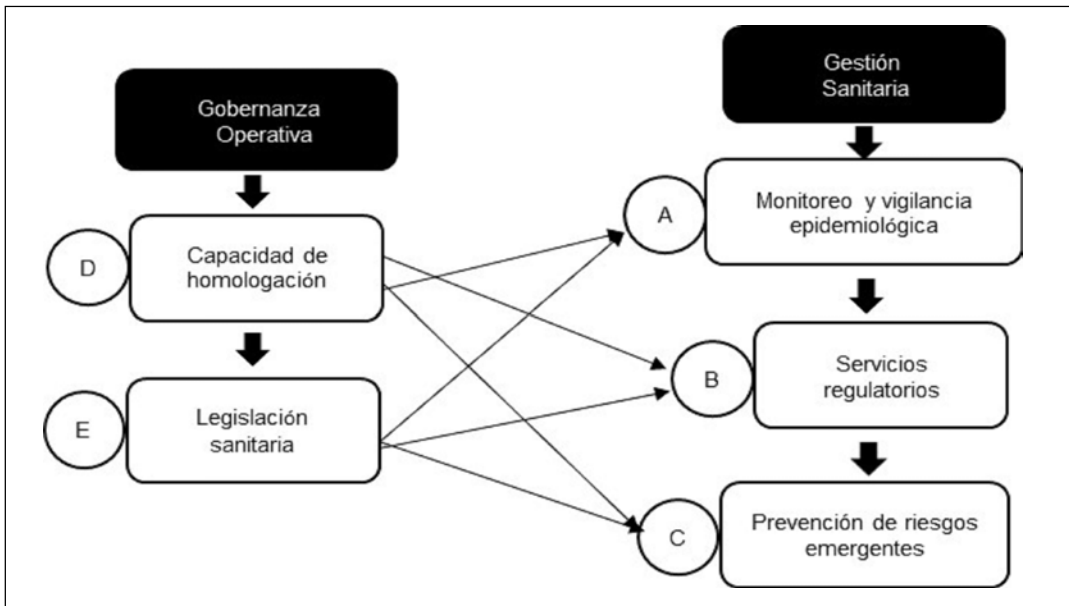 Gobernanza
Operativa
D
Capacidad de
homologación
E
Legislación
sanitaria
Gestión
Sanitaria
A
Monitoreo y vigilancia
epidemiológica
B
Servicios
regulatorios
C
Prevención de riesgos
emergentes